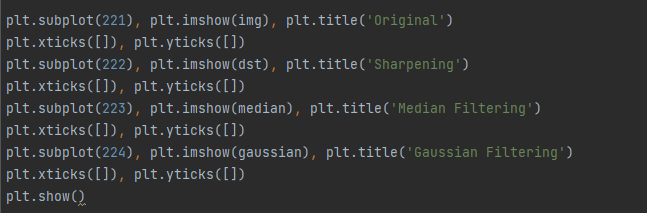 plt.subplot(221), plt.imshow(img), plt.title('Original')
plt.xticks([]), plt.yticks([])
plt.subplot(222), plt.imshow(dst), plt.title('Sharpening')
plt.xticks([]), plt.yticks([])
plt.subplot(223), plt.imshow(median), plt.title('Median Filtering')
plt.xticks([]), plt.yticks([])
plt.subplot(224), plt.imshow(gaussian), plt.title('Gaussian Filtering')
plt.xticks([]), plt.yticks([])
plt.show()